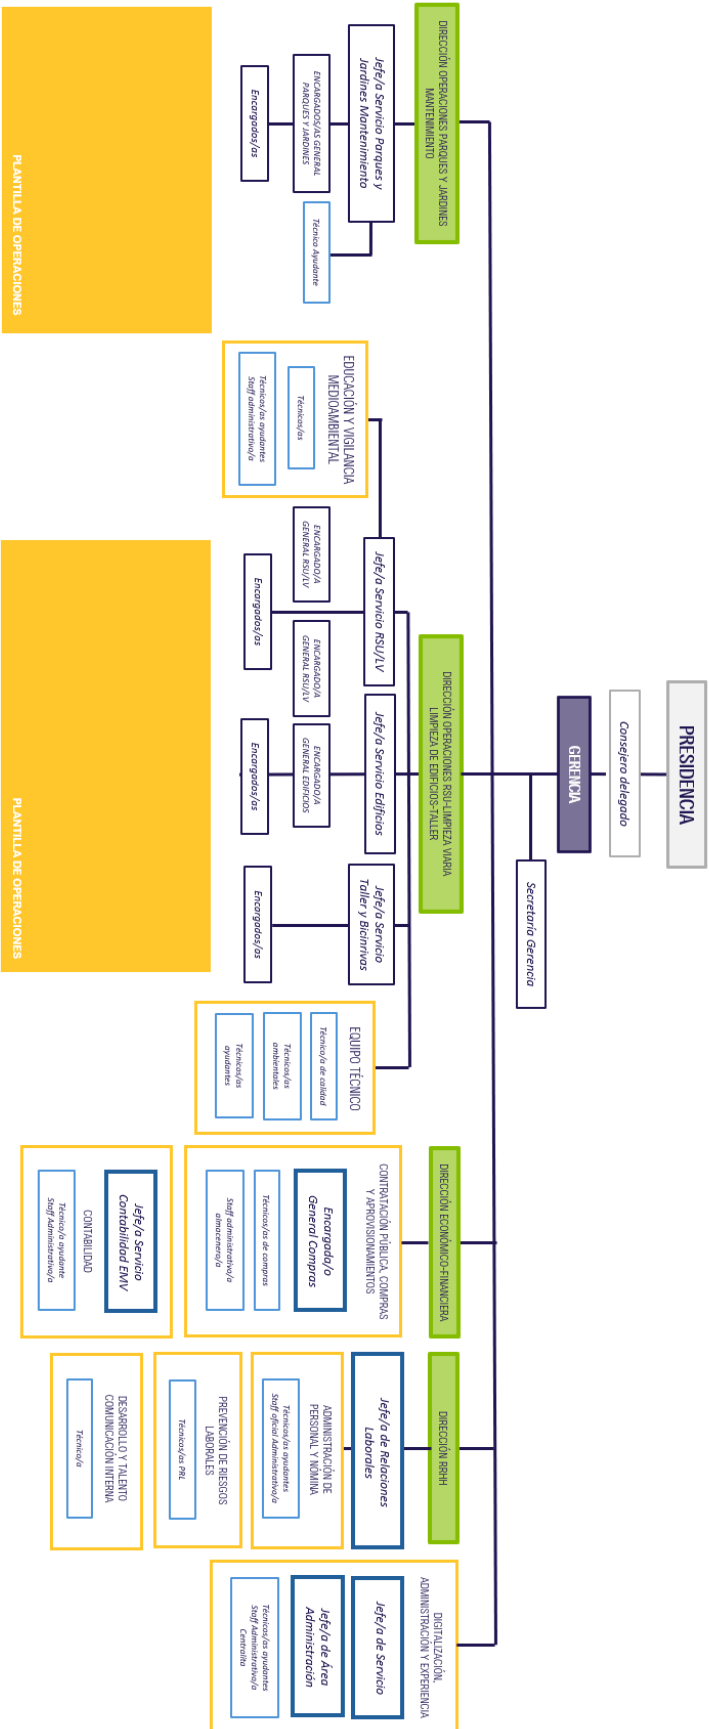 PRESIDENCIA
Consejero delegado
GERENCIA
Secretaría Gerencia
DIRECCIÓN OPERACIONES PARQUES Y JARDINES
MANTENIMIENTO
Jefe/a Servicio Parques y
Jardines Mantenimiento
ENCARGADOS/AS GENERAL
PARQUES Y JARDINES
Técnico Ayudante
Encargados/as
PLANTILLA DE OPERACIONES
DIRECCIÓN OPERACIONES RSU-LIMPIEZA VIARIA
LIMPIEZA DE EDIFICIOS-TALLER
EDUCACIÓN Y VIGILANCIA
MEDIOAMBIENTAL
Técnicos/as
Técnicos/as ayudantes
Staff administrativo/a
Jefe/a Servicio RSU/LV
ENCARGADO/A
GENERAL RSU/LV
ENCARGADO/A
GENERAL RSU/LV
Encargados/as
Jefe/a Servicio Edificios
ENCARGADO/A
GENERAL EDIFICIOS
Encargados/as
Jefe/a Servicio
Taller y Bicinrivas
Encargados/as
PLANTILLA DE OPERACIONES
EQUIPO TÉCNICO
Técnico/a de calidad
Técnicos/as
ambientales
Técnicos/as
ayudantes
DIRECCIÓN ECONÓMICO-FINANCIERA
CONTRATACIÓN PÚBLICA, COMPRAS
Y APROVISIONAMIENTOS
Encargada/o
General Compras
Técnicos/as de compras
Staff administrativo/a
almacenero/a
Jefe/a Servicio
Contabilidad EMV
CONTABILIDAD
Técnico/a ayudante
Staff Administrativo/a
DIRECCIÓN RRHH
Jefe/a de Relaciones
Laborales
ADMINISTRACIÓN DE
PERSONAL Y NÓMINA
Técnicos/as ayudantes
Staff oficial Administrativo/a
PREVENCIÓN DE RIESGOS
LABORALES
Técnicos/as PRL
DESARROLLO Y TALENTO
COMUNICACIÓN INTERNA
Técnico/a
DIGITALIZACIÓN,
ADMINISTRACIÓN Y EXPERIENCIA
Jefe/a de Servicio
Jefe/a de Área
Administración
Técnicos/as ayudantes
Staff Administrativo/a
Centralita